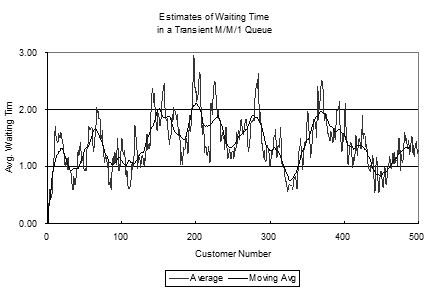 Estimates of Waiting Time
in a Transient M/M/1 Queue
3.00
2.00
1.00
0.00
Avg. Waiting Tim
0 100 200 300 400 500
Customer Number
Average Moving Avg